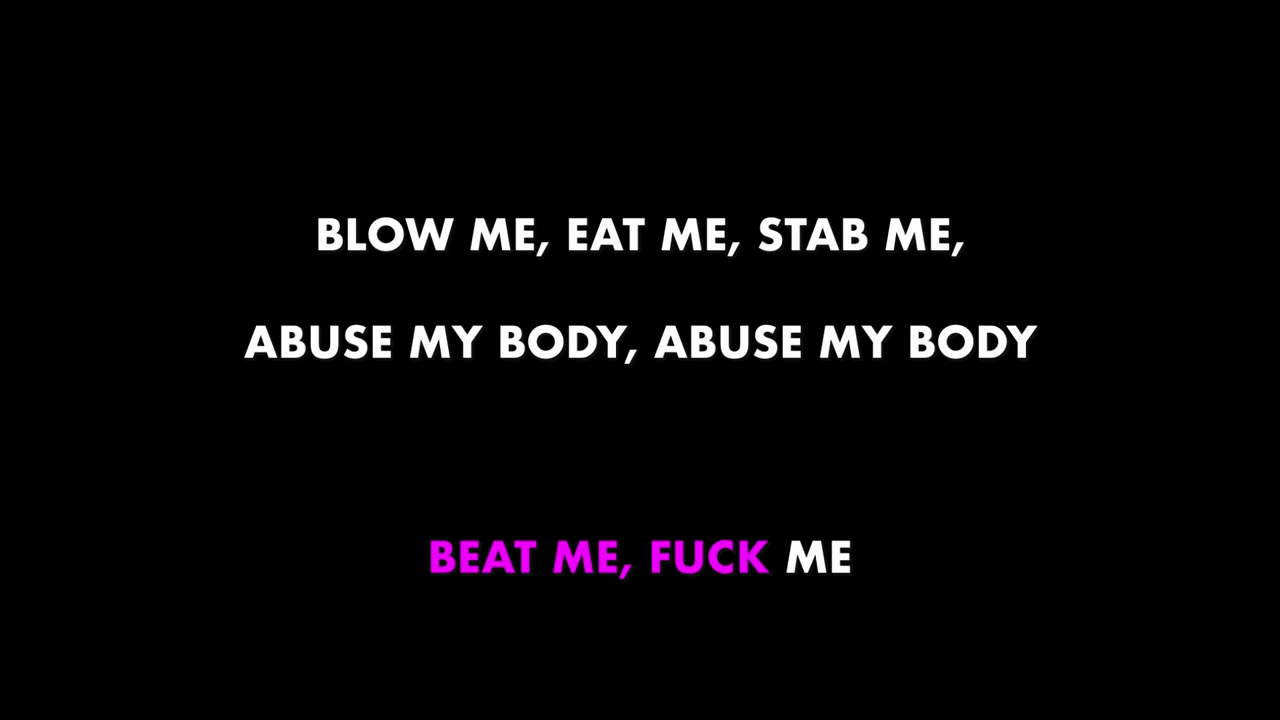 BLOW ME, EAT ME, STAB ME,
ABUSE MY BODY, ABUSE MY BODY
BEAT ME, FUCK ME